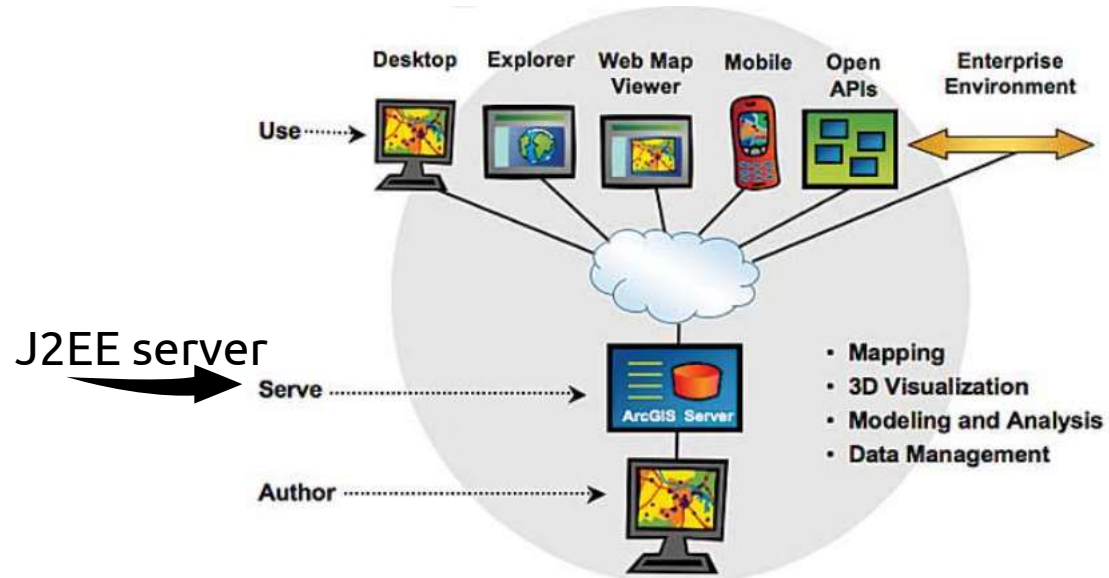 Desktop
Explorer
Web Map
Viewer
Mobile
Open
APIs
Enterprise
Environment
Use
J2EE server
Serve
ArcGIS Server
• Mapping
• 3D Visualization
• Modeling and Analysis
• Data Management
Author